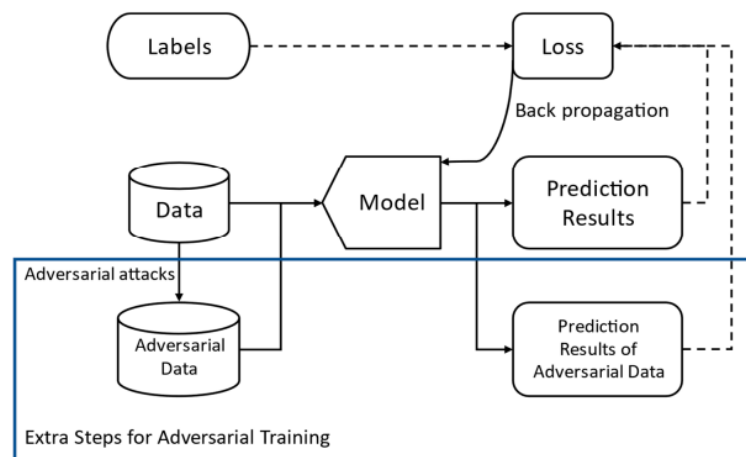 Labels
Loss
Back propagation
Data
Model
Prediction
Results
Adversarial attacks
Adversarial
Data
Prediction
Results of
Adversarial Data
Extra Steps for Adversarial Training